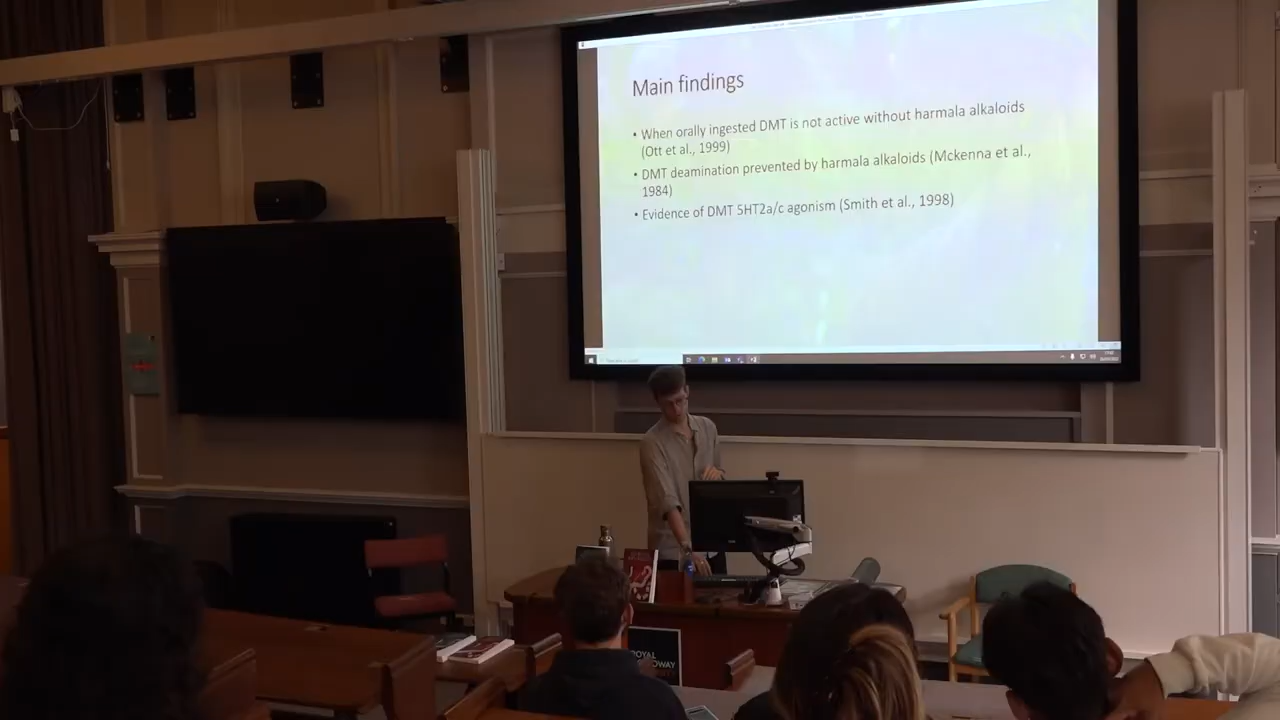 Main findings
• When orally ingested DMT is not active without harmala alkaloids
(Ott et al., 1999)
• DMT deamination prevented by harmala alkaloids (Mckenna et al.,
1984)
• Evidence of DMT 5HT2a/c agonism (Smith et al., 1998)
ROYAL